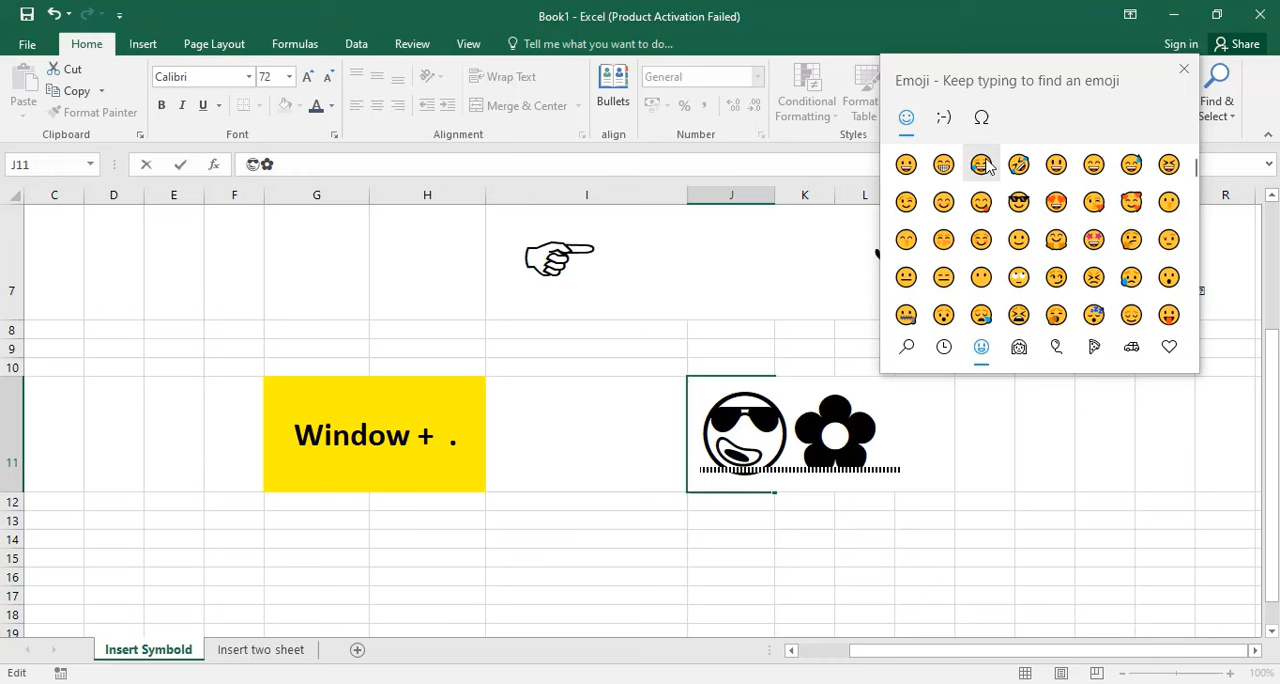 Book1 - Excel (Product Activation Failed)
File Home Insert Page Layout Formulas Data Review View Tell me what you want to do... Sign in Share
Paste
Cut
Copy
Format Painter
Clipboard
Calibri 72
B I U
Font
Wrap Text
Merge & Center
Alignment
Bullets
align
General
% ,
Number
Conditional
Formatting
Styles
Find &
Select
Emoji - Keep typing to find an emoji
;-) Ω
J11 fx 😎✿
C D E F G H I J K L R
7
8
9
10
11
12
13
14
15
16
17
18
19
Window + .
Insert Symbold Insert two sheet
Edit 100%